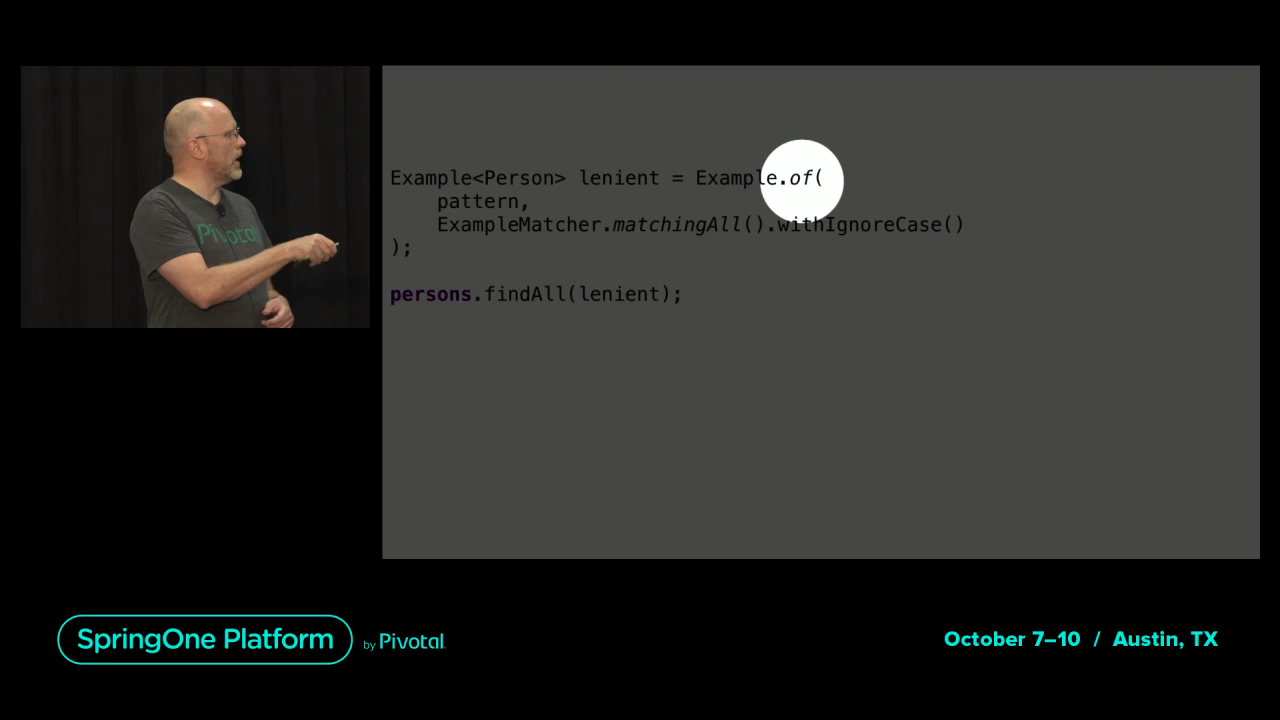 Pivotal
Example<Person> lenient = Example.of(
    pattern,
    ExampleMatcher.matchingAll().withIgnoreCase()
);
persons.findAll(lenient);
SpringOne Platform
by Pivotal
October 7–10 / Austin, TX